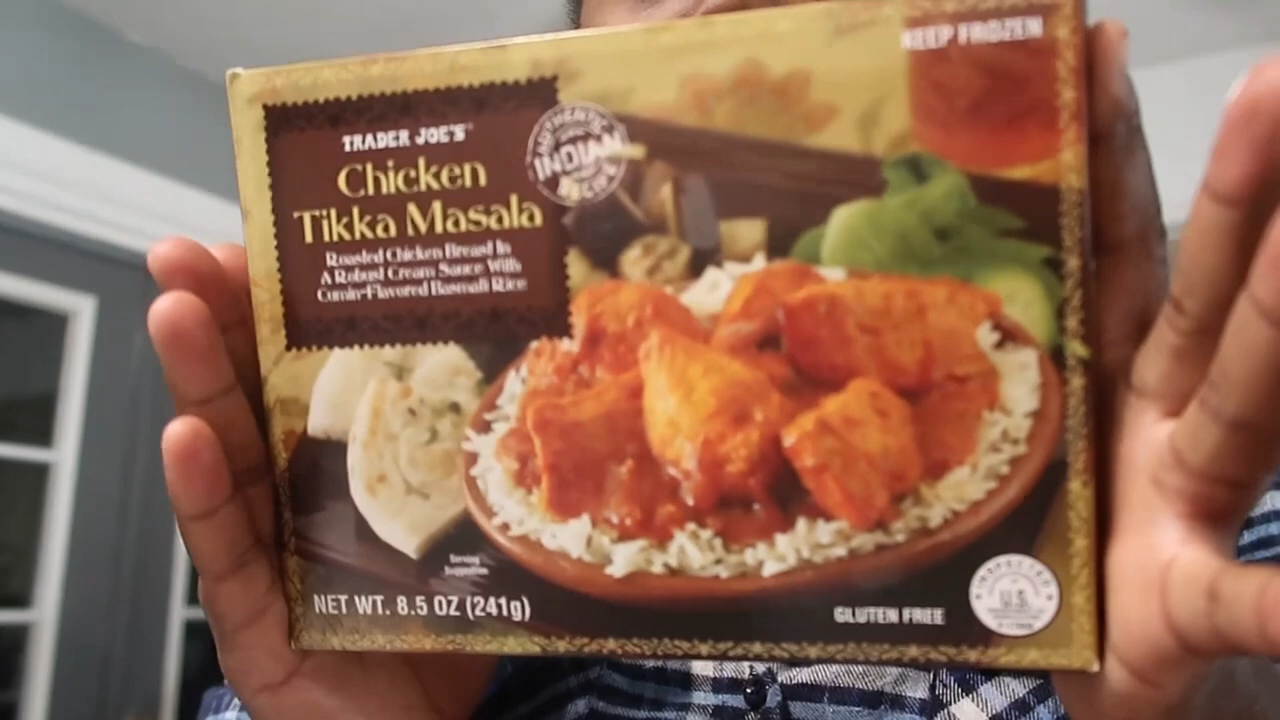 KEEP FROZEN
TRADER JOE'S
Chicken
Tikka Masala
Roasted Chicken Breast In
A Robust Cream Sauce With
Cumin-Flavored Basmati Rice
AUTHENTIC
INDIAN
RECIPE
Serving
Suggestion
NET WT. 8.5 OZ (241g)
GLUTEN FREE
INSPECTED
U.S.